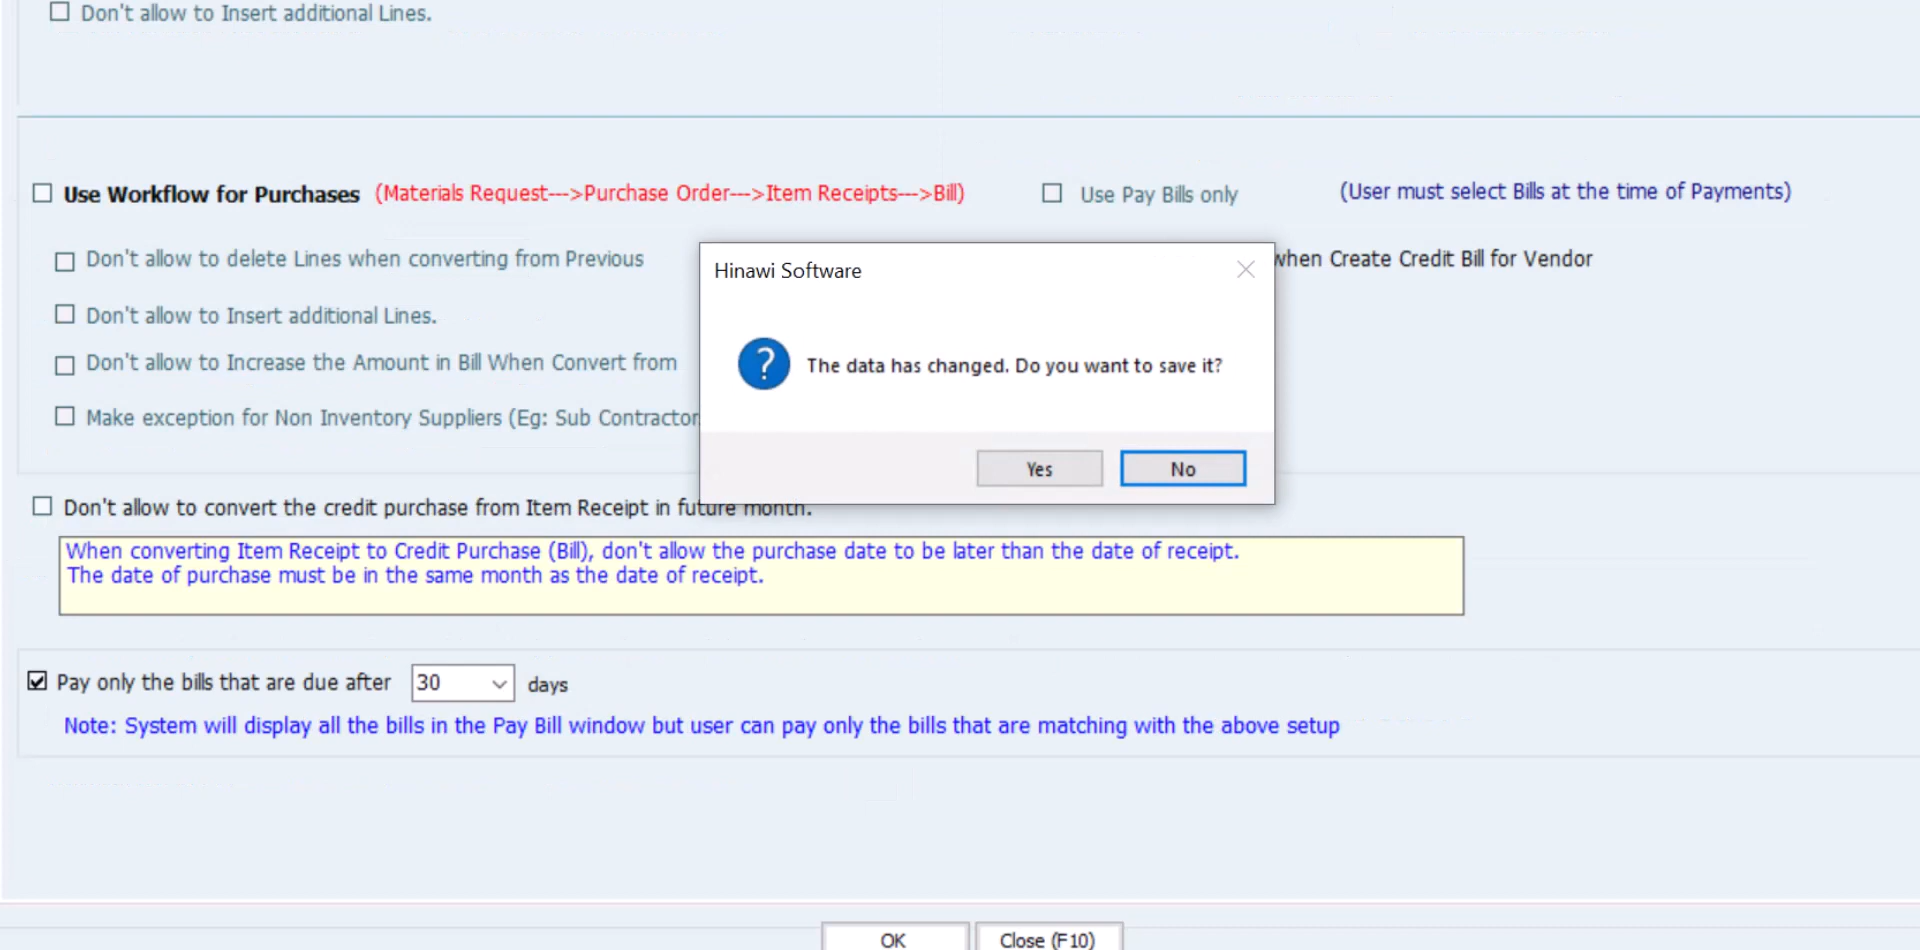 Don't allow to Insert additional Lines.
Use Workflow for Purchases (Materials Request--->Purchase Order--->Item Receipts--->Bill) Use Pay Bills only (User must select Bills at the time of Payments)
Don't allow to delete Lines when converting from Previous
when Create Credit Bill for Vendor
Don't allow to Insert additional Lines.
Don't allow to Increase the Amount in Bill When Convert from
Make exception for Non Inventory Suppliers (Eg: Sub Contractor
Hinawi Software
The data has changed. Do you want to save it?
Yes No
Don't allow to convert the credit purchase from Item Receipt in future month.
When converting Item Receipt to Credit Purchase (Bill), don't allow the purchase date to be later than the date of receipt.
The date of purchase must be in the same month as the date of receipt.
Pay only the bills that are due after 30 days
Note: System will display all the bills in the Pay Bill window but user can pay only the bills that are matching with the above setup
OK Close (F10)